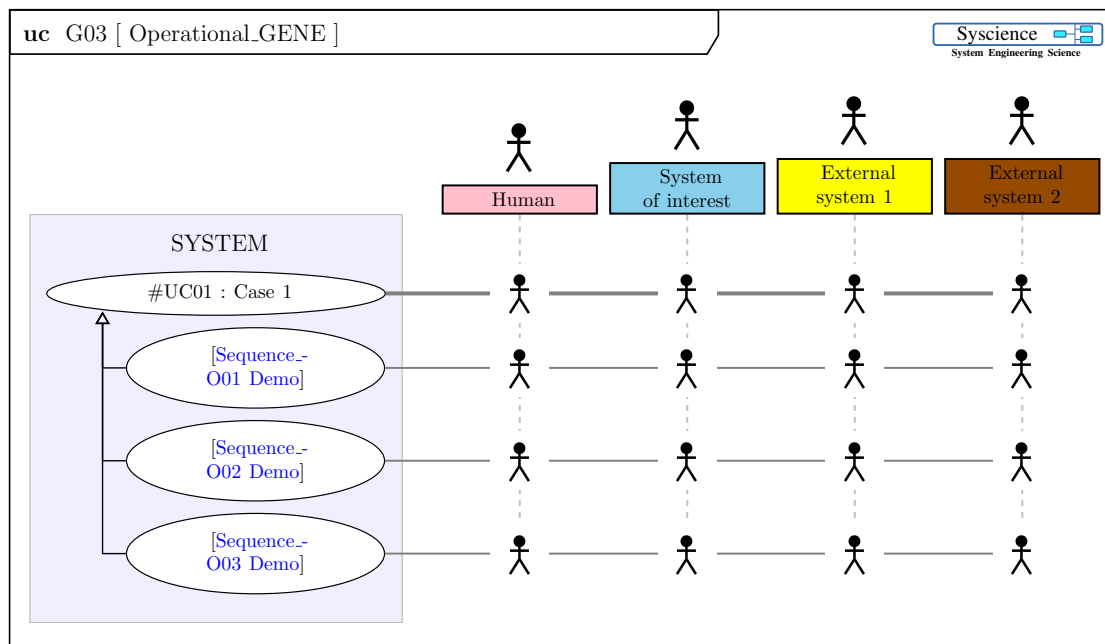 uc G03 [ Operational_GENE ]
Syscience
System Engineering Science
Human
System
of interest
External
system 1
External
system 2
SYSTEM
#UC01 : Case 1
[Sequence_-
O01 Demo]
[Sequence_-
O02 Demo]
[Sequence_-
O03 Demo]